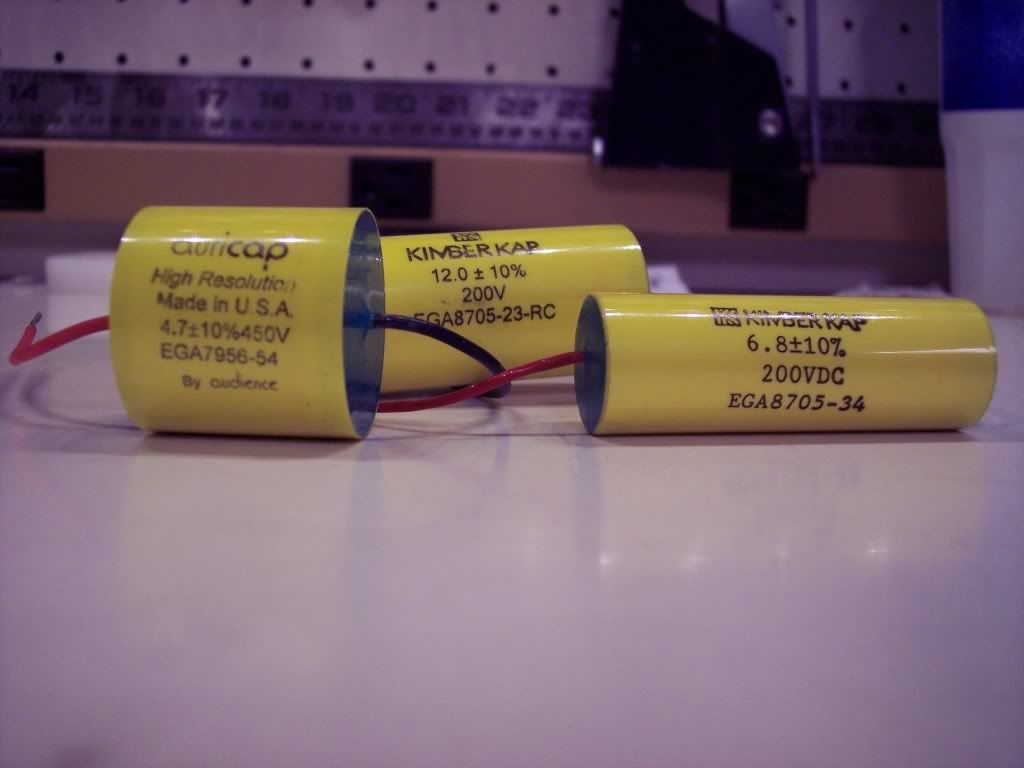 14 15 16 17 18 19 20 21 22 23
auricap
High Resolution
Made in U.S.A.
4.7±10%450V
EGA7956-54
By audience
KIMBER KAP
12.0 ± 10%
200V
EGA8705-23-RC
KIMBER KAP
6.8±10%
200VDC
EGA8705-34